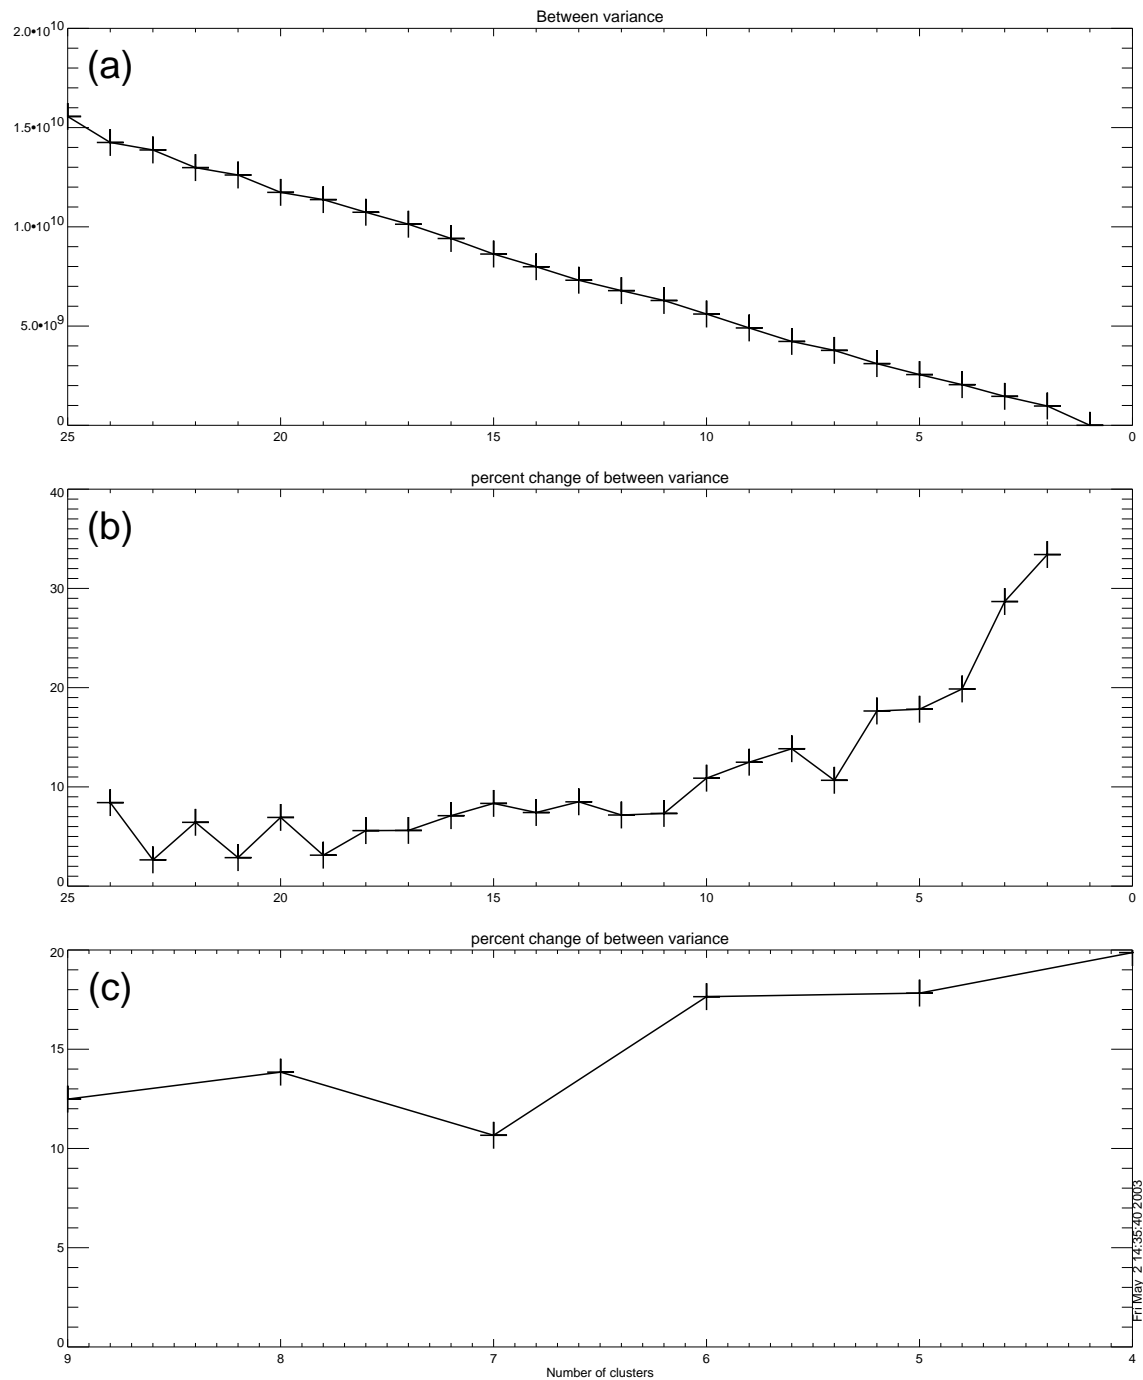 Between variance
2.0•10^10
(a)
1.5•10^10
1.0•10^10
5.0•10^9
0
25 20 15 10 5 0
percent change of between variance
40
(b)
30
20
10
0
25 20 15 10 5 0
percent change of between variance
20
(c)
15
10
5
0
9 8 7 6 5 4
Number of clusters
Fri May 2 14:35:40 2003